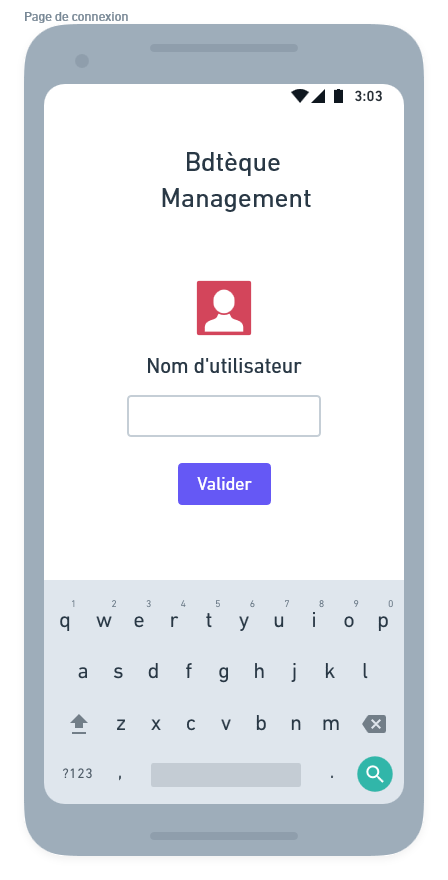 Page de connexion
3:03
Bdtèque
Management
Nom d'utilisateur
Valider
1 2 3 4 5 6 7 8 9 0
q w e r t y u i o p
a s d f g h j k l
z x c v b n m
?123 , .